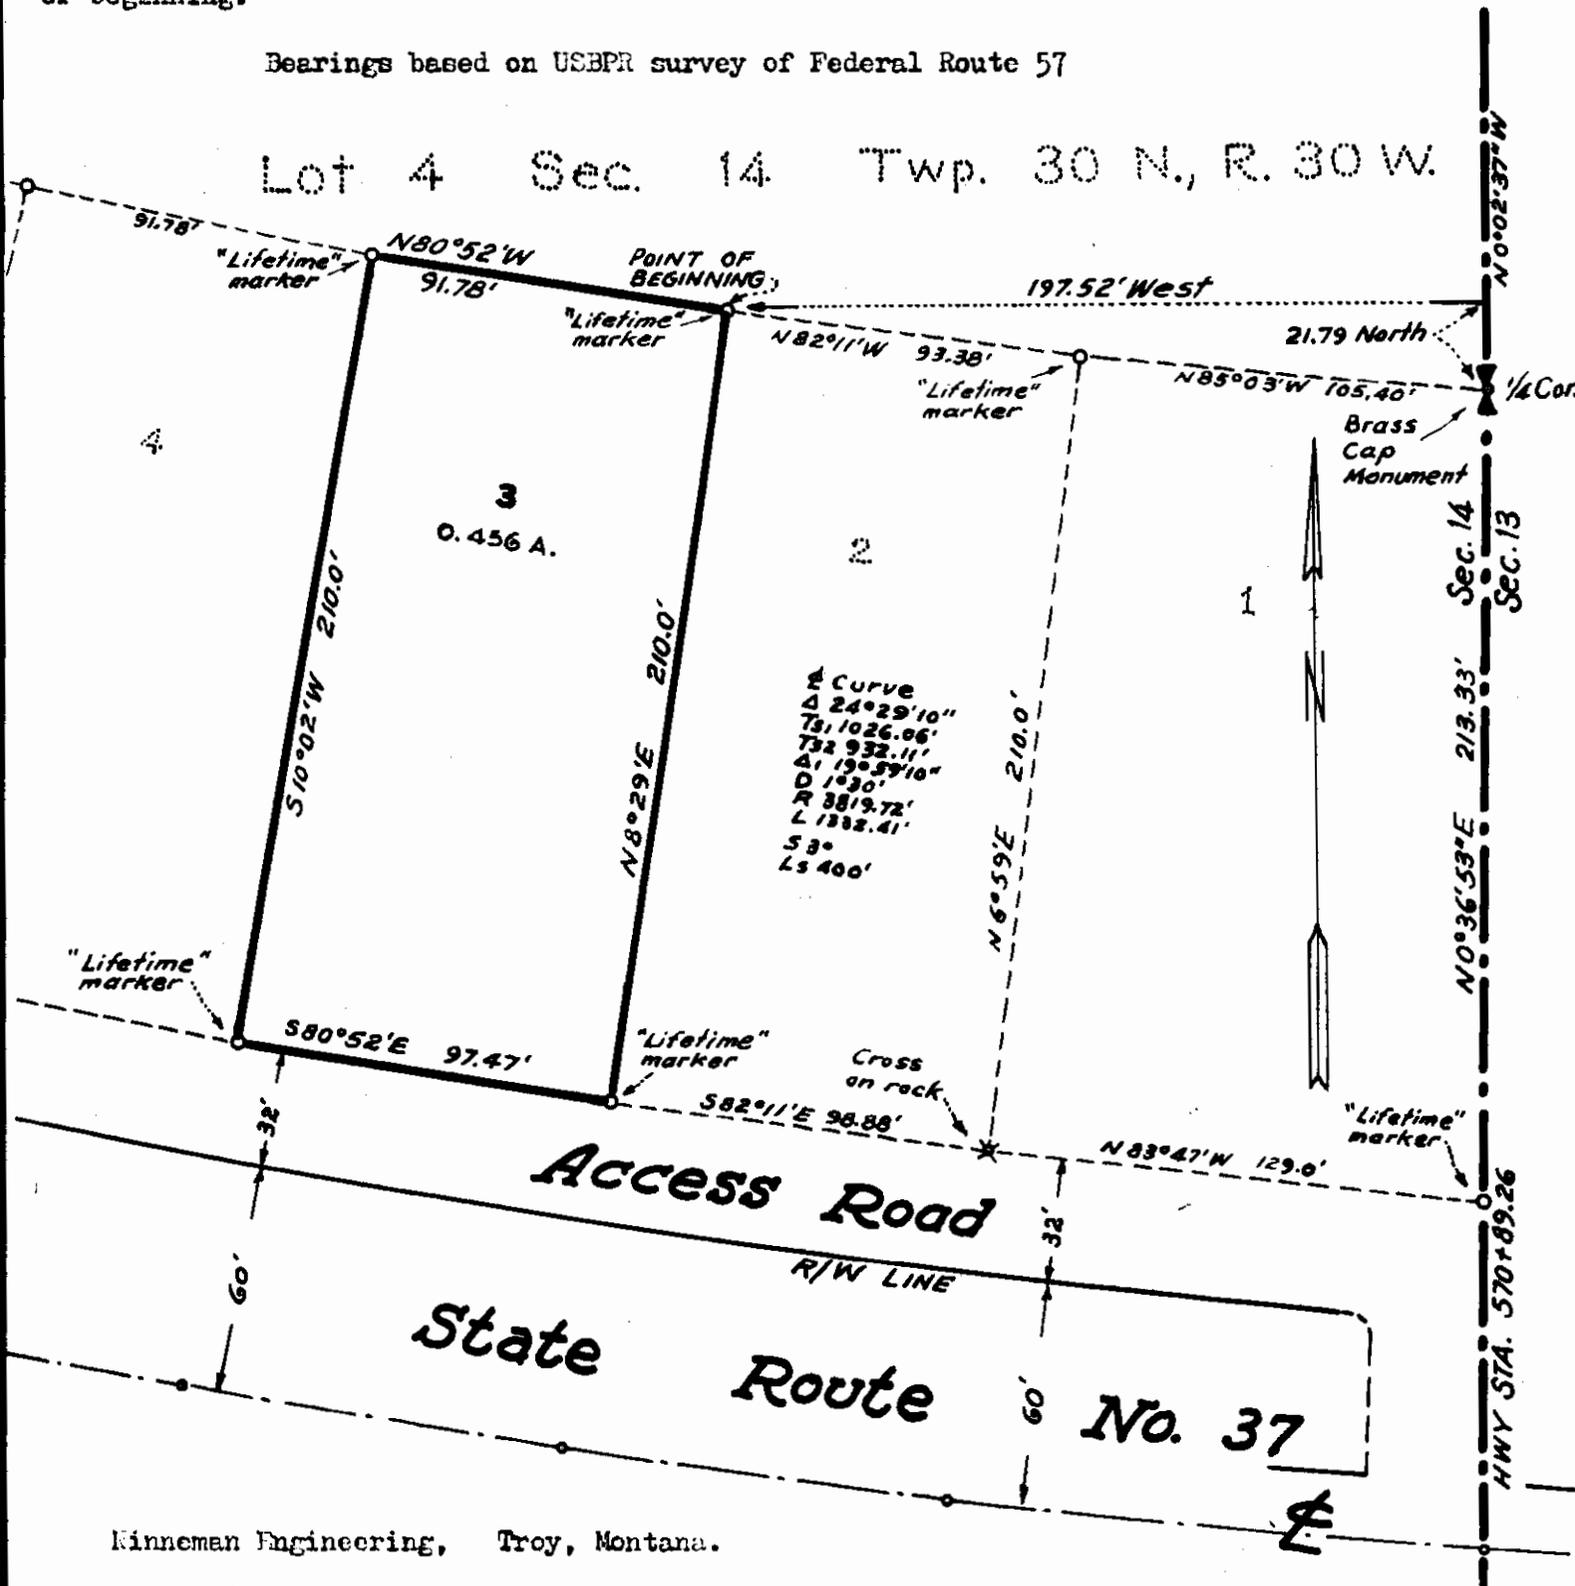 of beginning.
Bearings based on USBPR survey of Federal Route 57
Lot 4 Sec. 14 Twp. 30 N., R. 30 W.
N0°02'37"W
91.78'
"Lifetime"
marker
N80°52'W
91.78'
POINT OF
BEGINNING
"Lifetime"
marker
197.52' West
21.79 North
N82°11'W 93.38'
"Lifetime"
marker
N85°03'W 105.40'
1/4 Cor.
Brass
Cap
Monument
4
3
0.456 A.
2
1
Sec. 14
Sec. 13
S10°02'W 210.0'
N8°29'E 210.0'
℄ Curve
Δ 24°29'10"
Ts1 1026.06'
Ts2 932.11'
Δ1 19°59'10"
D 1°30'
R 3819.72'
L 1332.41'
S 3°
Ls 400'
N6°59'E 210.0'
N
N0°36'53"E 213.33'
"Lifetime"
marker
S80°52'E 97.47'
"Lifetime"
marker
Cross
on rock
S82°11'E 98.88'
N83°47'W 129.0'
"Lifetime"
marker
32'
Access Road
32'
R/W LINE
60'
State Route No. 37
60'
HWY STA. 570+89.26
℄
Kinneman Engineering, Troy, Montana.